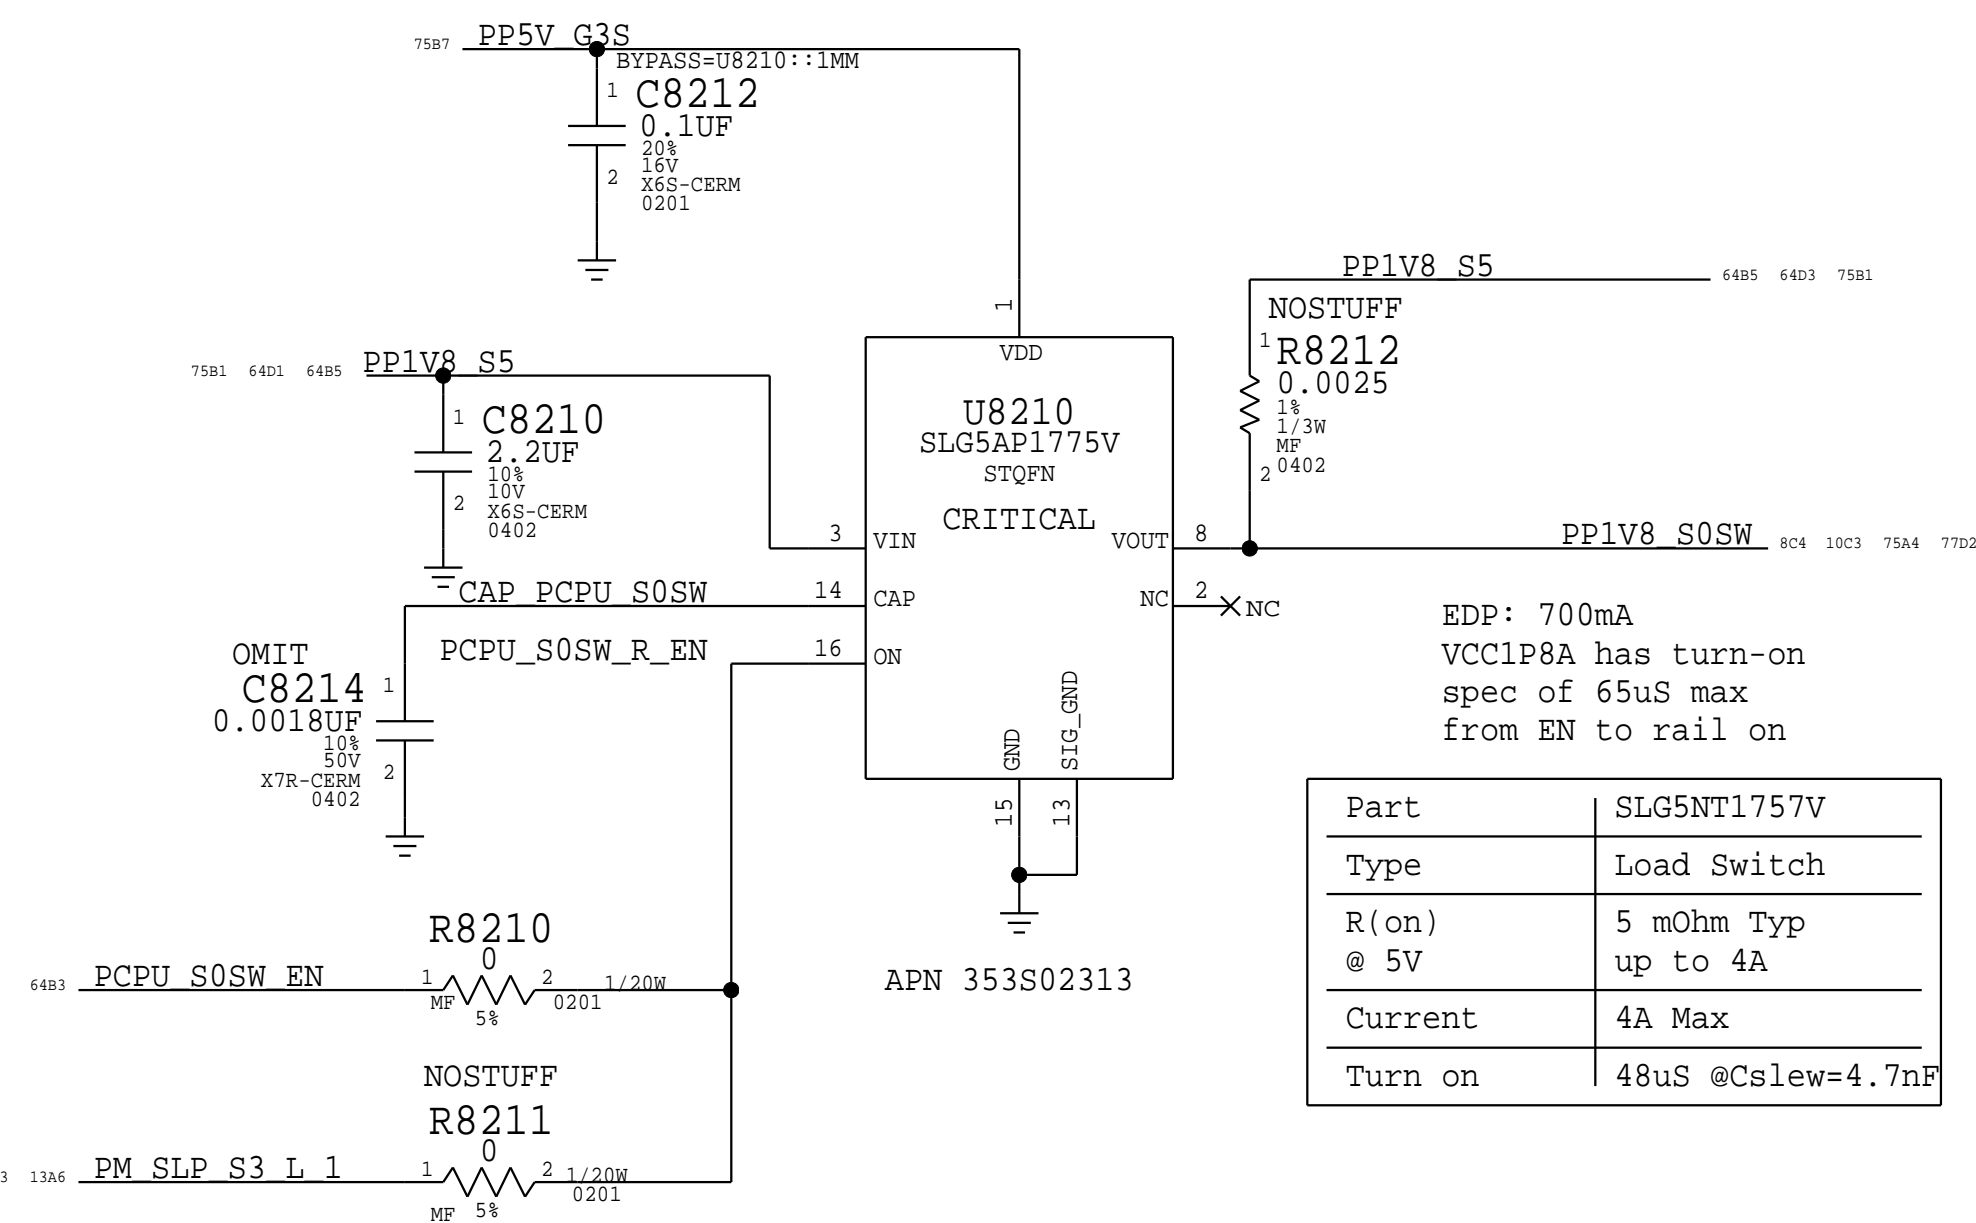 75B7 PP5V_G3S
BYPASS=U8210::1MM
1 C8212
0.1UF
20%
16V
2 X6S-CERM
0201
PP1V8_S5 64B5 64D3 75B1
NOSTUFF
1 R8212
0.0025
1%
1/3W
MF
2 0402
75B1 64D1 64B5 PP1V8_S5
1 C8210
2.2UF
10%
10V
2 X6S-CERM
0402
1
VDD
U8210
SLG5AP1775V
STQFN
CRITICAL
3 VIN
VOUT 8
PP1V8_S0SW 8C4 10C3 75A4 77D2
CAP_PCPU_S0SW 14 CAP
NC 2 NC
PCPU_S0SW_R_EN 16 ON
GND
SIG_GND
15
13
OMIT
C8214 1
0.0018UF
10%
50V
X7R-CERM 2
0402
EDP: 700mA
VCC1P8A has turn-on
spec of 65uS max
from EN to rail on
Part SLG5NT1757V
Type Load Switch
R(on) 5 mOhm Typ
@ 5V up to 4A
Current 4A Max
Turn on 48uS @Cslew=4.7nF
APN 353S02313
R8210
0
64B3 PCPU_S0SW_EN 1 2 1/20W
MF 0201
5%
NOSTUFF
R8211
0
3 13A6 PM_SLP_S3_L_1 1 2 1/20W
0201
MF 5%